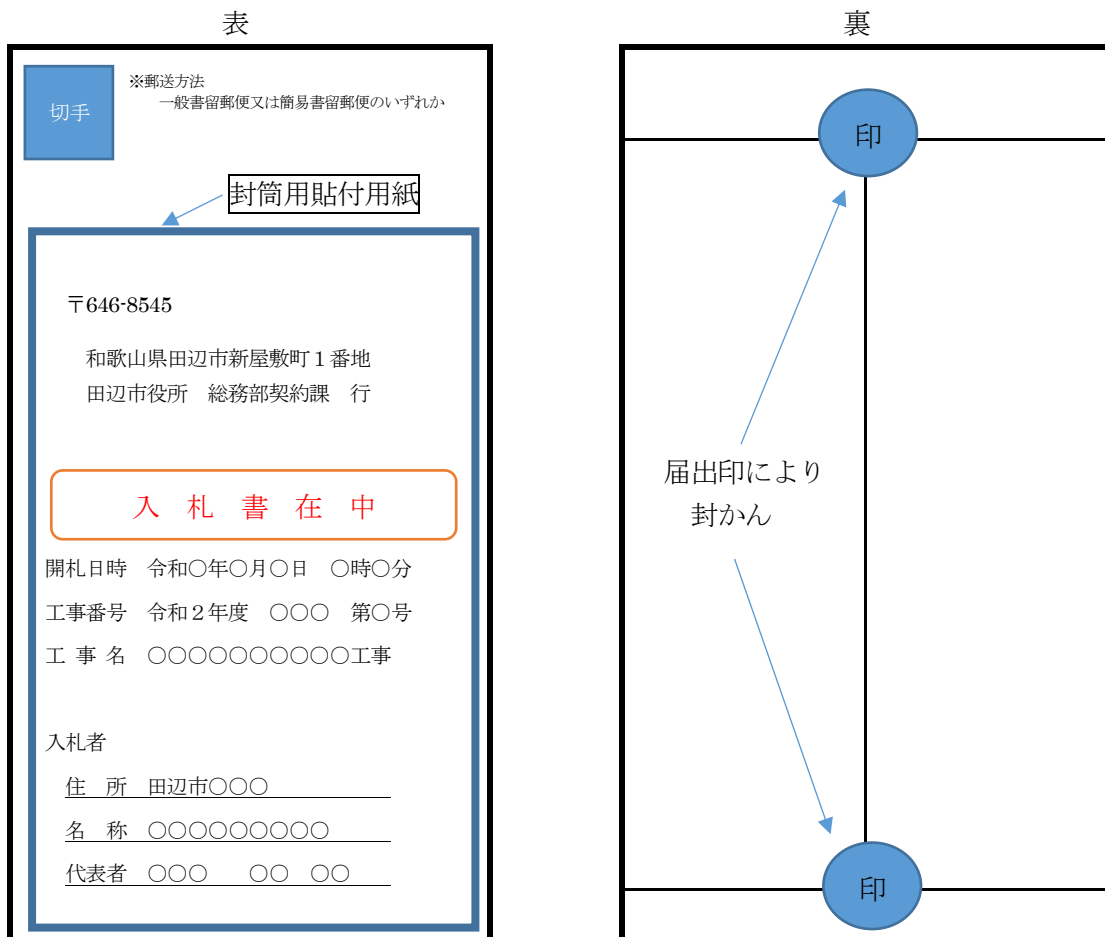 表
切手
※郵送方法
一般書留郵便又は簡易書留郵便のいずれか
封筒用貼付用紙
〒646-8545
和歌山県田辺市新屋敷町１番地
田辺市役所　総務部契約課　行
入 札 書 在 中
開札日時　令和○年○月○日　○時○分
工事番号　令和２年度　○○○　第○号
工 事 名　○○○○○○○○○○工事
入札者
住　所　田辺市○○○
名　称　○○○○○○○○○
代表者　○○○　　○○　○○
裏
印
届出印により
封かん
印